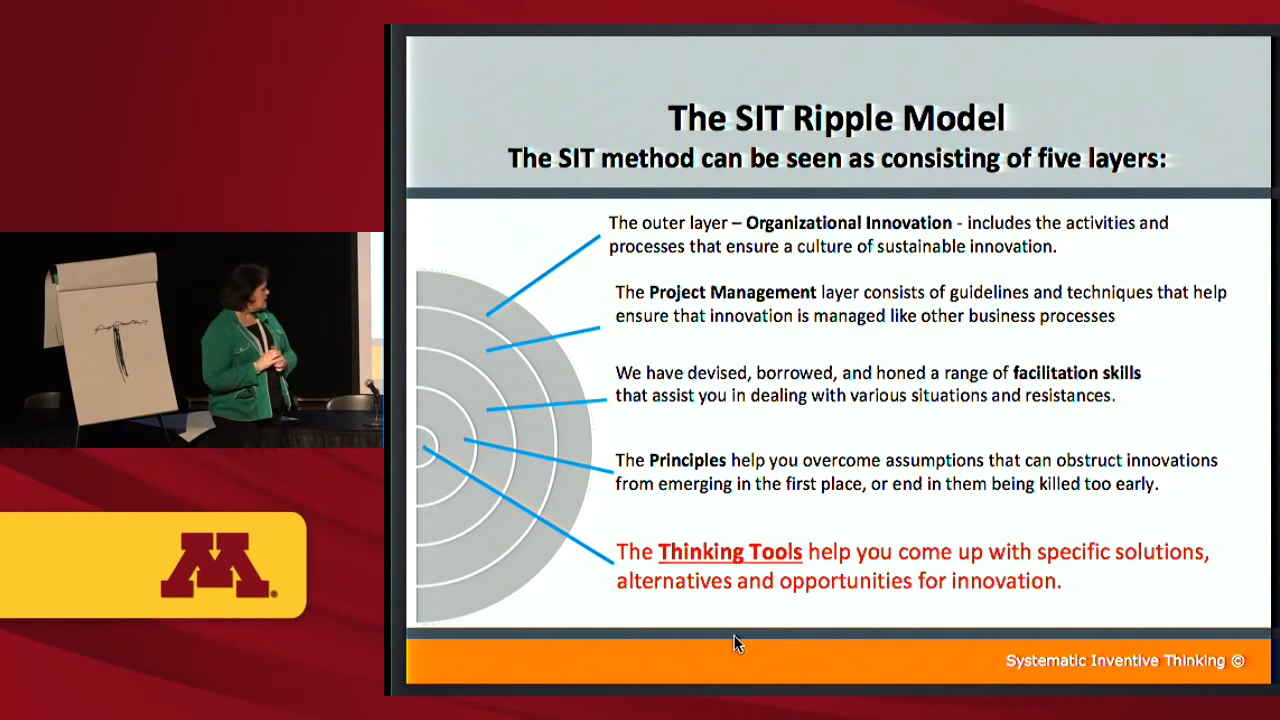 The SIT Ripple Model
The SIT method can be seen as consisting of five layers:
The outer layer – Organizational Innovation - includes the activities and
processes that ensure a culture of sustainable innovation.
The Project Management layer consists of guidelines and techniques that help
ensure that innovation is managed like other business processes
We have devised, borrowed, and honed a range of facilitation skills
that assist you in dealing with various situations and resistances.
The Principles help you overcome assumptions that can obstruct innovations
from emerging in the first place, or end in them being killed too early.
The Thinking Tools help you come up with specific solutions,
alternatives and opportunities for innovation.
Systematic Inventive Thinking ©
M
T